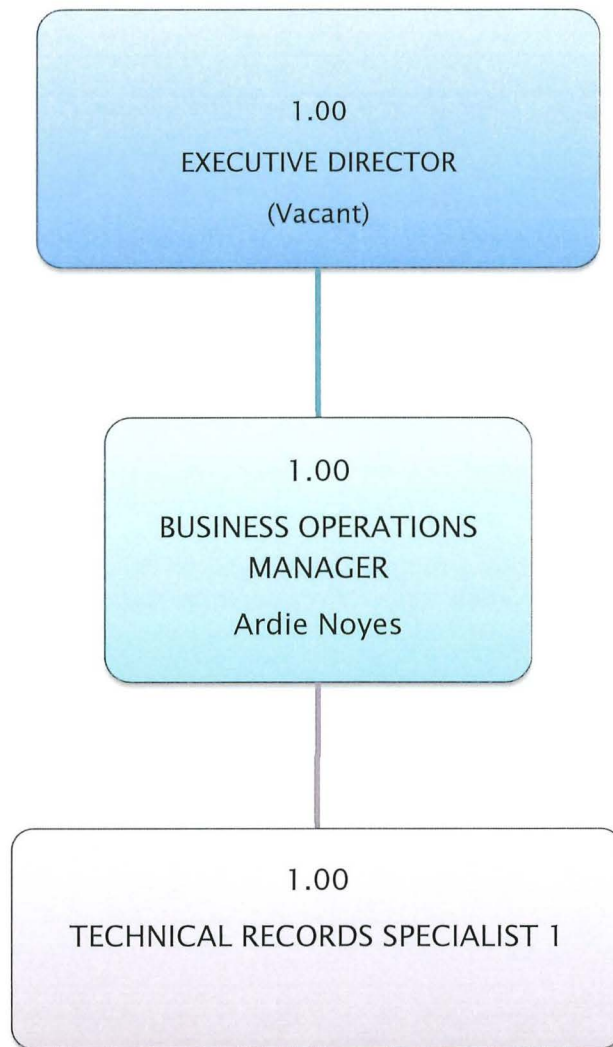 1.00
EXECUTIVE DIRECTOR
(Vacant)
1.00
BUSINESS OPERATIONS
MANAGER
Ardie Noyes
1.00
TECHNICAL RECORDS SPECIALIST 1